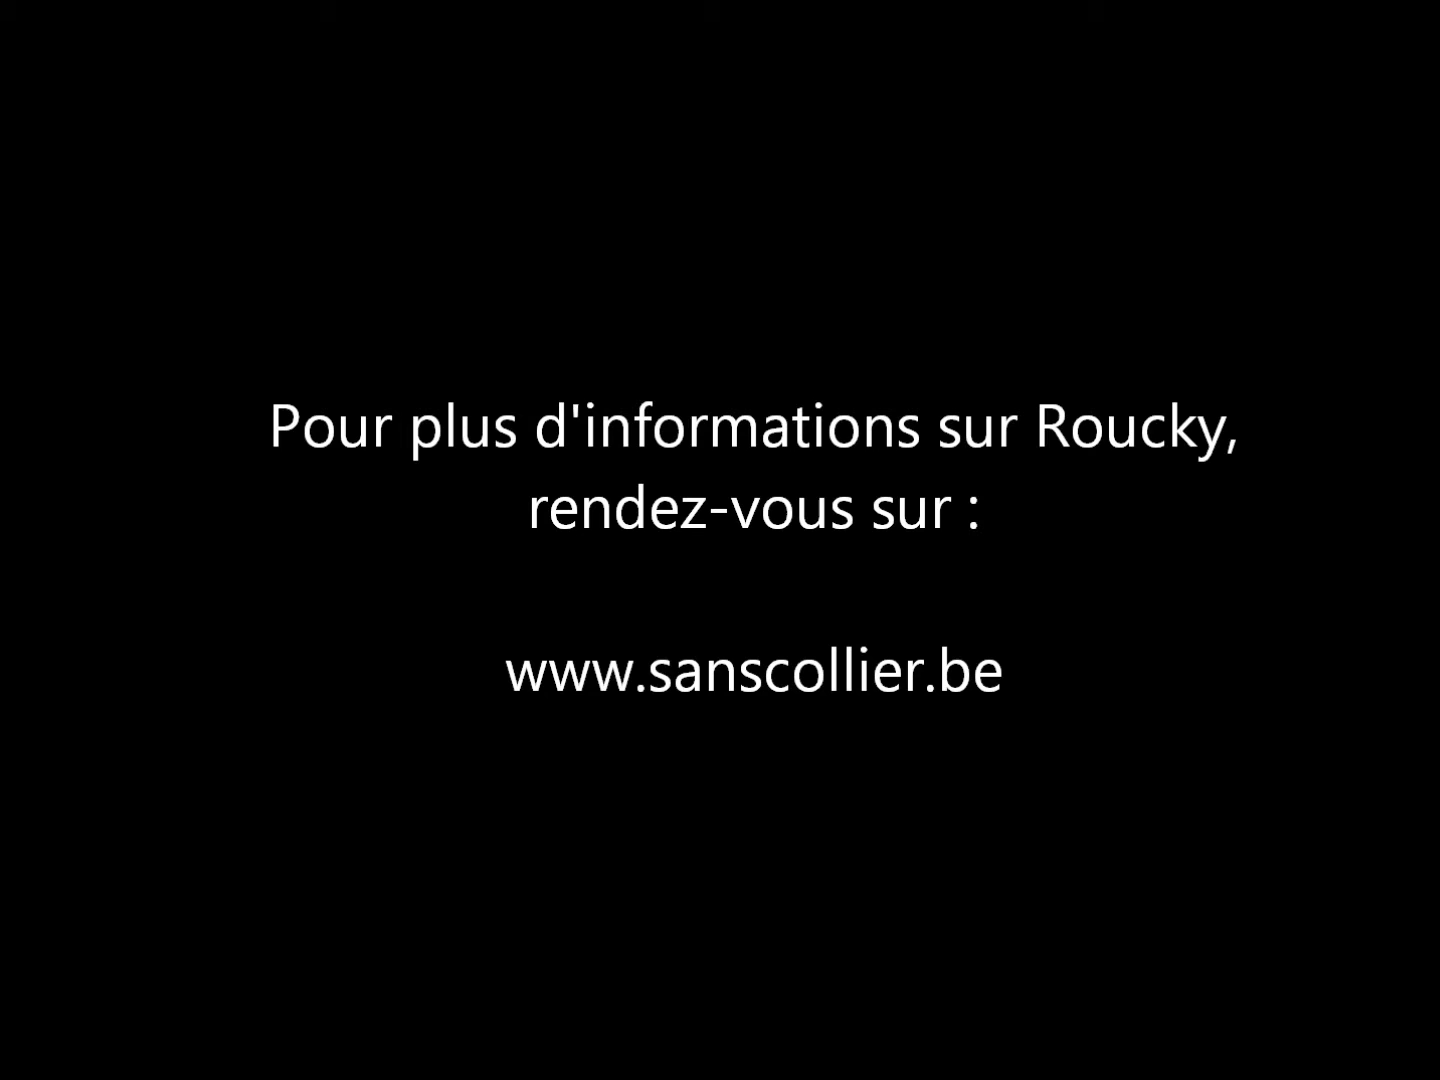 Pour plus d'informations sur Roucky,
rendez-vous sur :
www.sanscollier.be